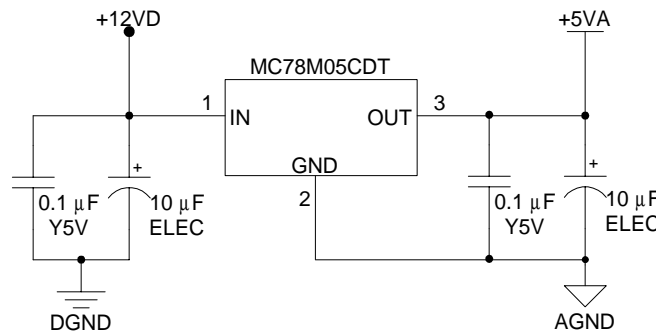 +12VD
+5VA
MC78M05CDT
1
IN
OUT
3
GND
2
+
0.1 μF
Y5V
10 μF
ELEC
+
0.1 μF
Y5V
10 μF
ELEC
DGND
AGND